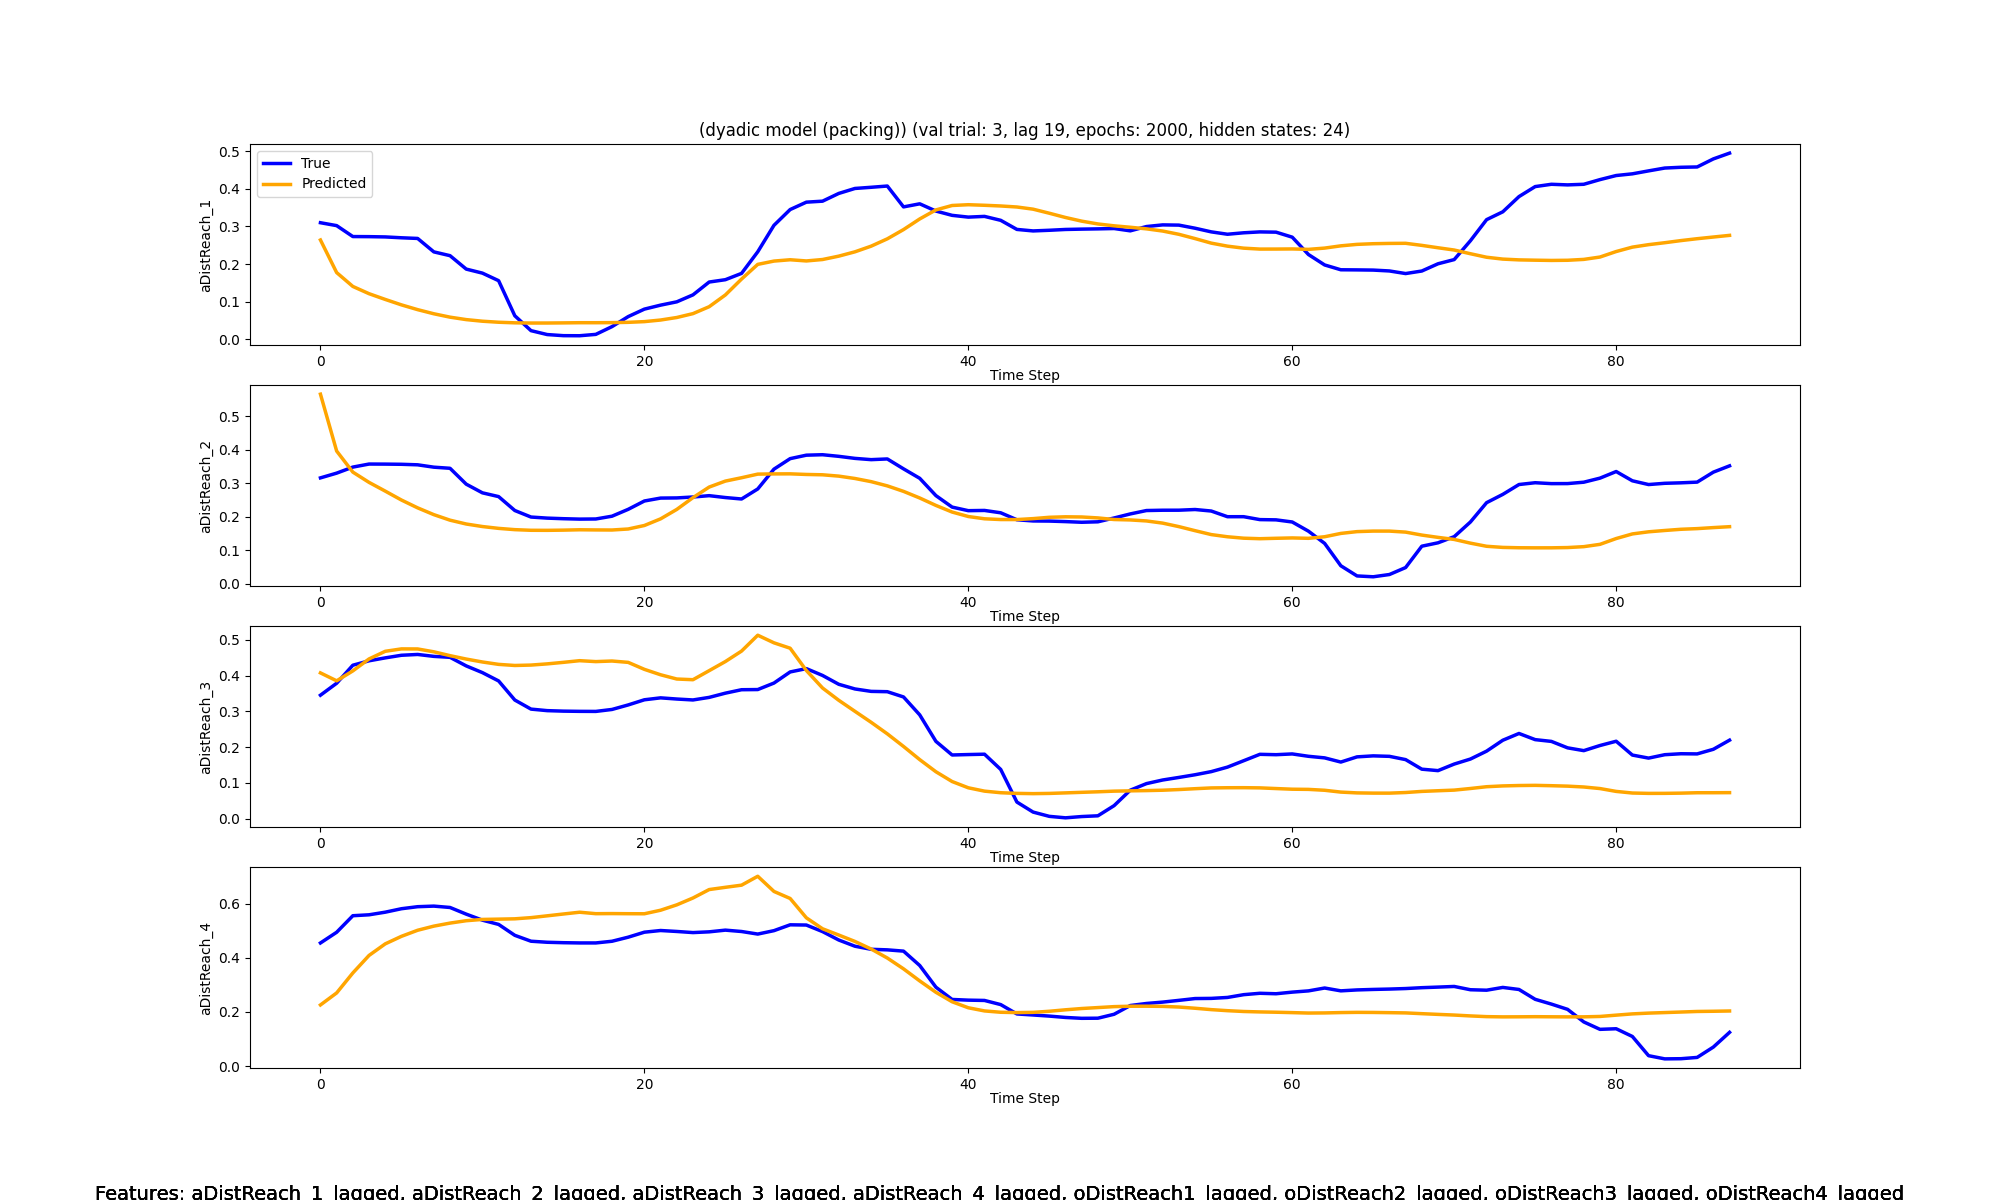 (dyadic model (packing)) (val trial: 3, lag 19, epochs: 2000, hidden states: 24)
True
Predicted
aDistReach_1
0.5
0.4
0.3
0.2
0.1
0.0
0 20 40 60 80
Time Step
aDistReach_2
0.5
0.4
0.3
0.2
0.1
0.0
0 20 40 60 80
Time Step
aDistReach_3
0.5
0.4
0.3
0.2
0.1
0.0
0 20 40 60 80
Time Step
aDistReach_4
0.6
0.4
0.2
0.0
0 20 40 60 80
Time Step
Features: aDistReach_1_lagged, aDistReach_2_lagged, aDistReach_3_lagged, aDistReach_4_lagged, oDistReach1_lagged, oDistReach2_lagged, oDistReach3_lagged, oDistReach4_lagged